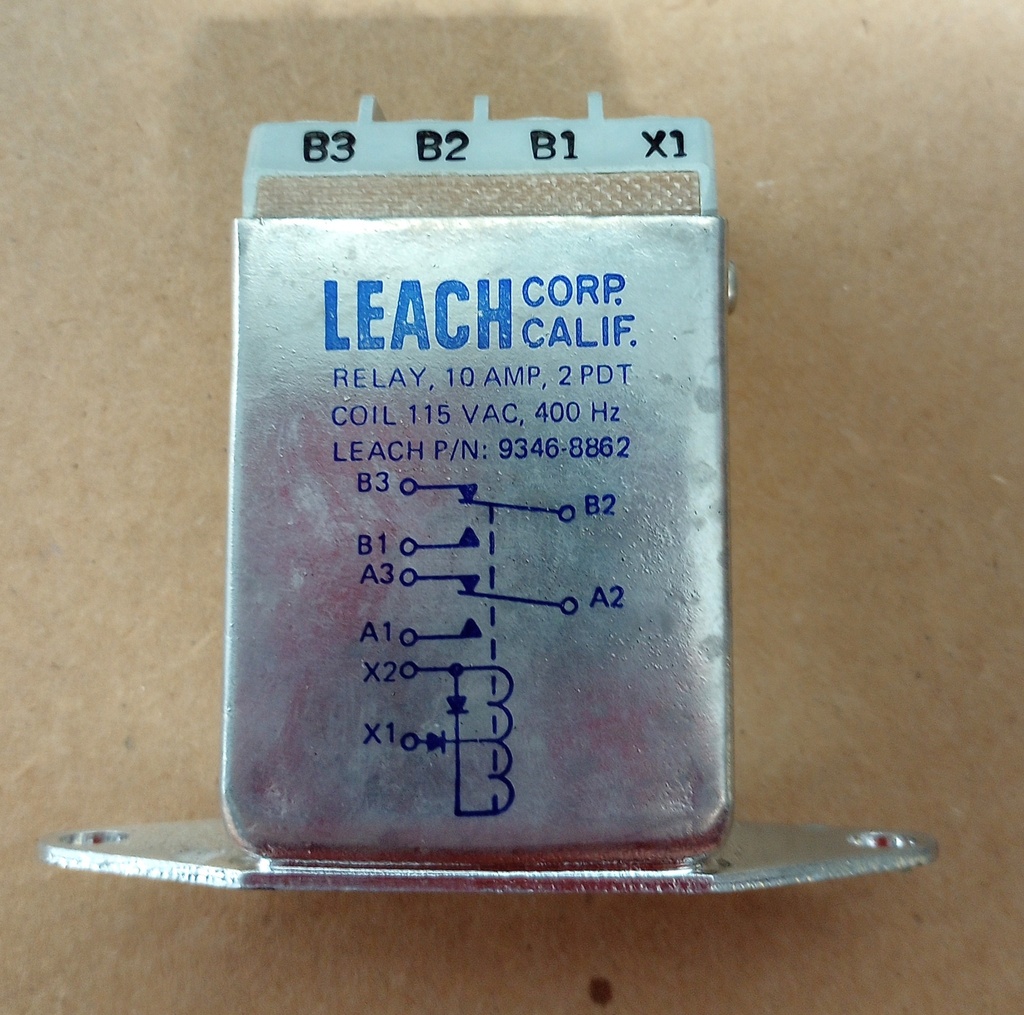 B3 B2 B1 X1
LEACH CORP. CALIF.
RELAY, 10 AMP, 2 PDT
COIL 115 VAC, 400 Hz
LEACH P/N: 9346-8862
B3
B2
B1
A3
A2
A1
X2
X1